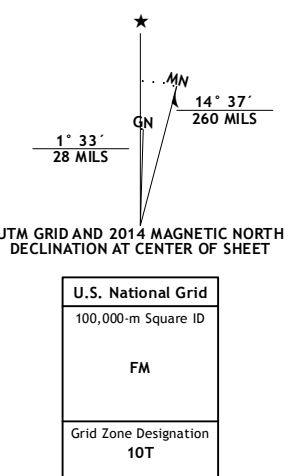 ★
MN
14° 37´
260 MILS
GN
1° 33´
28 MILS
UTM GRID AND 2014 MAGNETIC NORTH
DECLINATION AT CENTER OF SHEET
U.S. National Grid
100,000-m Square ID
FM
Grid Zone Designation
10T